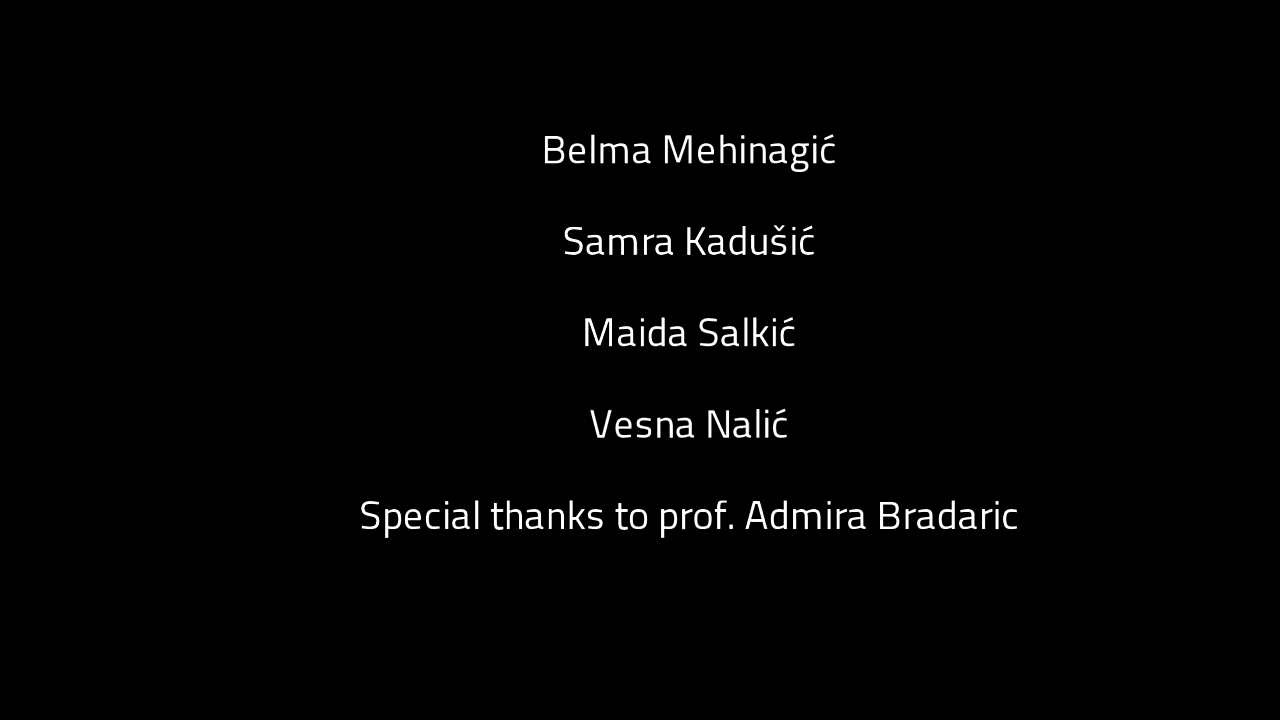 Belma Mehinagić
Samra Kadušić
Maida Salkić
Vesna Nalić
Special thanks to prof. Admira Bradaric